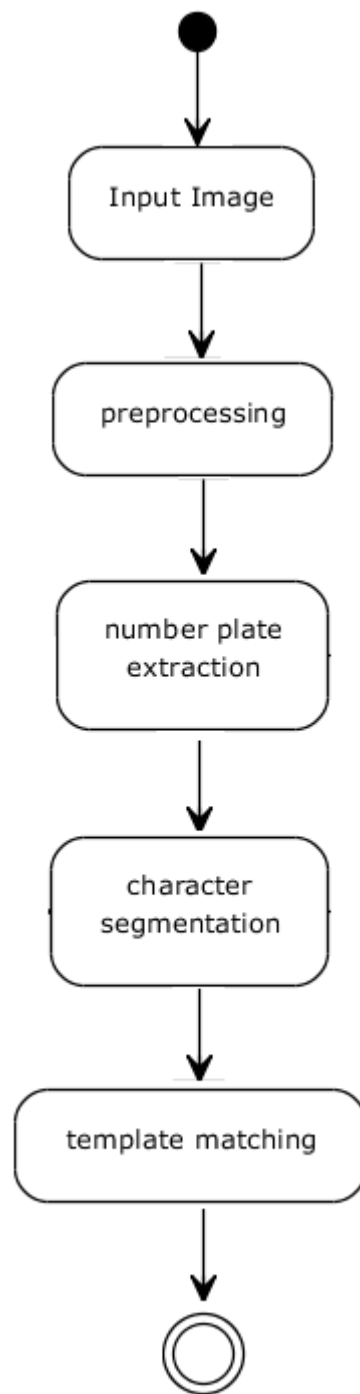 Input Image
preprocessing
number plate
extraction
character
segmentation
template matching